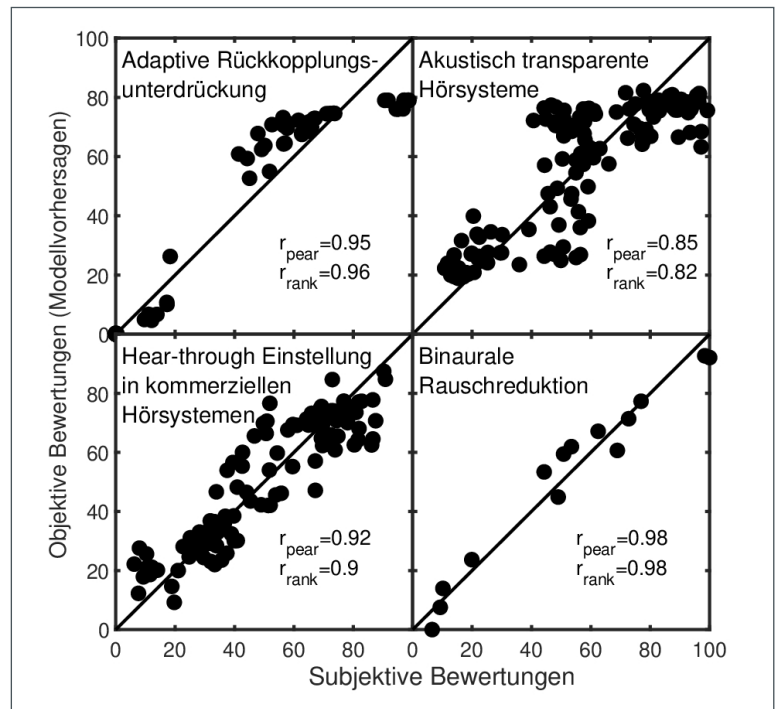 Objektive Bewertungen (Modellvorhersagen)
100
80
60
40
20
0
Adaptive Rückkopplungs-
unterdrückung
r_pear=0.95
r_rank=0.96
Akustisch transparente
Hörsysteme
r_pear=0.85
r_rank=0.82
80
60
40
20
0
Hear-through Einstellung
in kommerziellen
Hörsystemen
r_pear=0.92
r_rank=0.9
Binaurale
Rauschreduktion
r_pear=0.98
r_rank=0.98
0 20 40 60 80 20 40 60 80 100
Subjektive Bewertungen